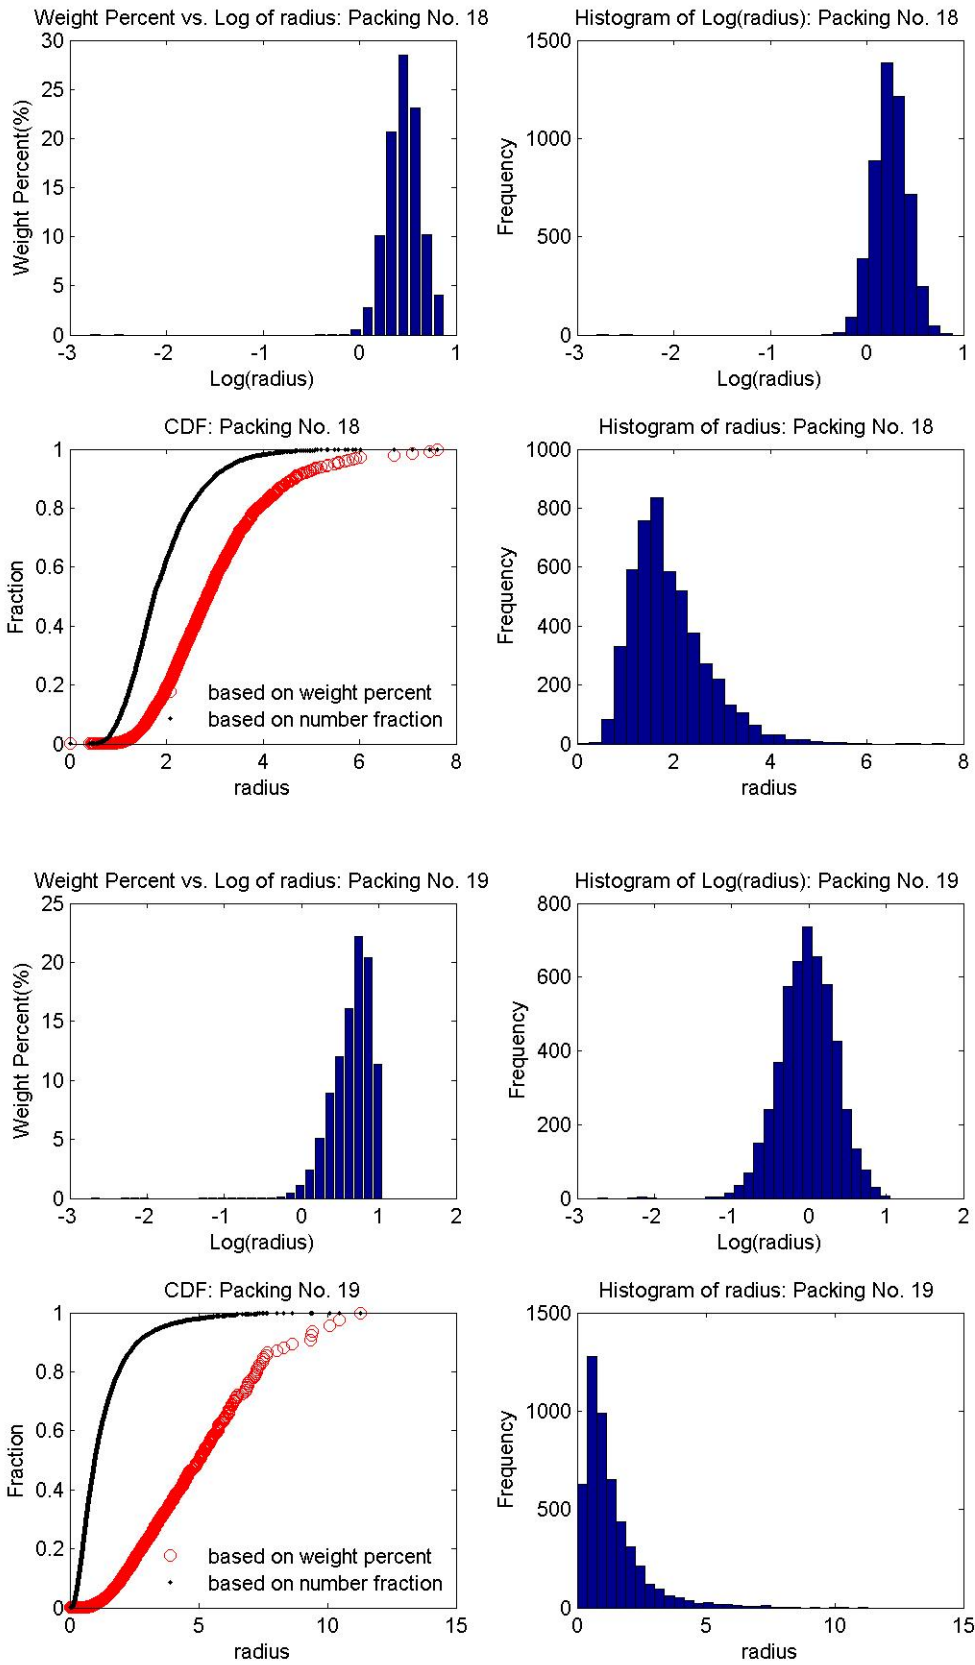 Weight Percent vs. Log of radius: Packing No. 18
30
25
20
15
10
5
0
Weight Percent(%)
-3 -2 -1 0 1
Log(radius)
Histogram of Log(radius): Packing No. 18
1500
1000
500
0
Frequency
-3 -2 -1 0 1
Log(radius)
CDF: Packing No. 18
1
0.8
0.6
0.4
0.2
0
Fraction
based on weight percent
based on number fraction
0 2 4 6 8
radius
Histogram of radius: Packing No. 18
1000
800
600
400
200
0
Frequency
0 2 4 6 8
radius
Weight Percent vs. Log of radius: Packing No. 19
25
20
15
10
5
0
Weight Percent(%)
-3 -2 -1 0 1 2
Log(radius)
Histogram of Log(radius): Packing No. 19
800
600
400
200
0
Frequency
-3 -2 -1 0 1 2
Log(radius)
CDF: Packing No. 19
1
0.8
0.6
0.4
0.2
0
Fraction
based on weight percent
based on number fraction
0 5 10 15
radius
Histogram of radius: Packing No. 19
1500
1000
500
0
Frequency
0 5 10 15
radius